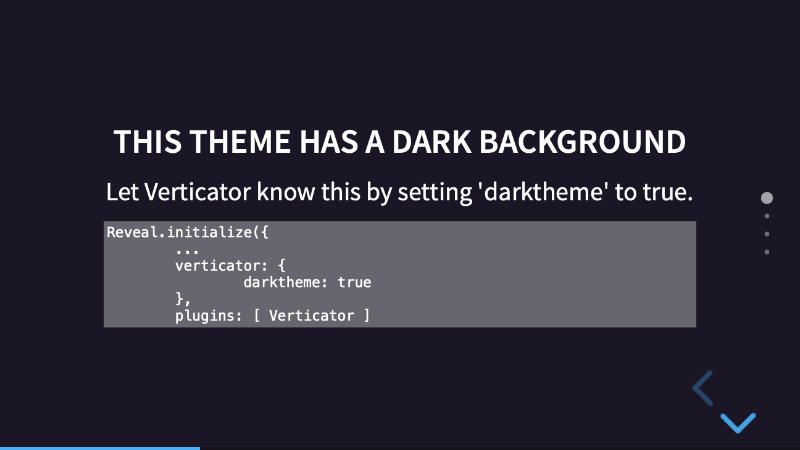 THIS THEME HAS A DARK BACKGROUND
Let Verticator know this by setting 'darktheme' to true.
Reveal.initialize({
        ...
        verticator: {
                darktheme: true
        },
        plugins: [ Verticator ]